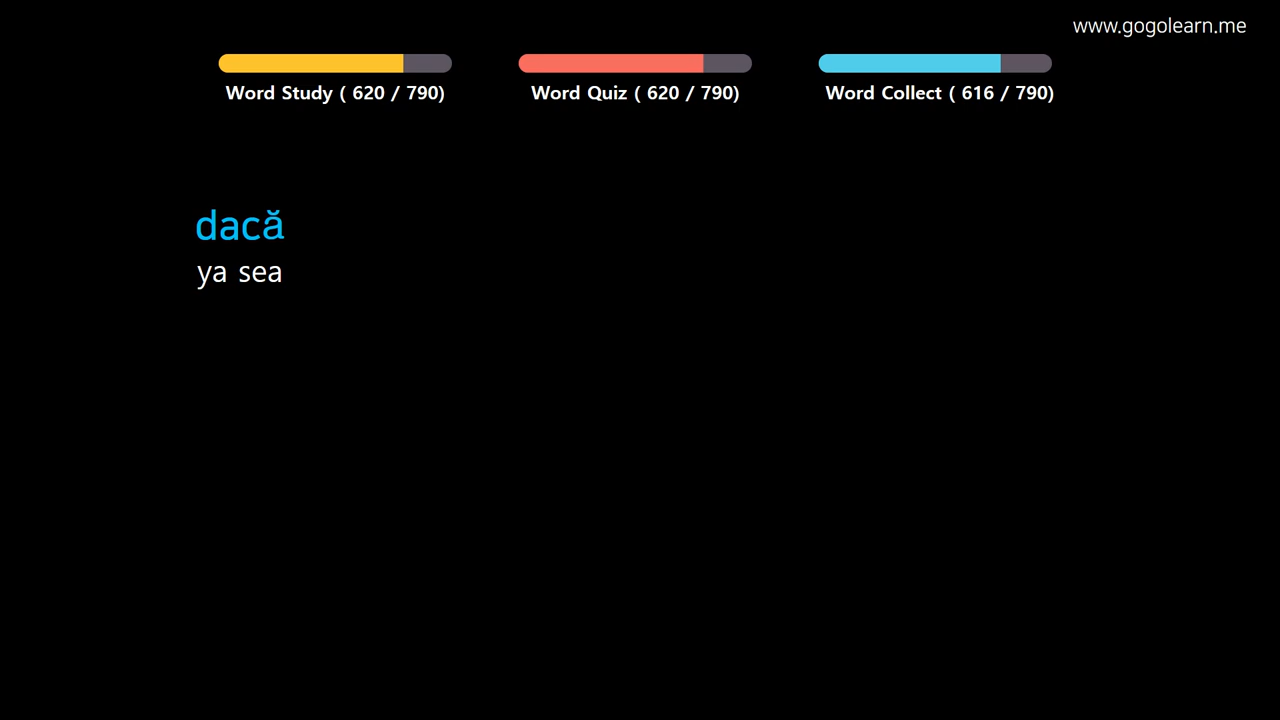 www.gogolearn.me
Word Study ( 620 / 790)
Word Quiz ( 620 / 790)
Word Collect ( 616 / 790)
dacă
ya sea